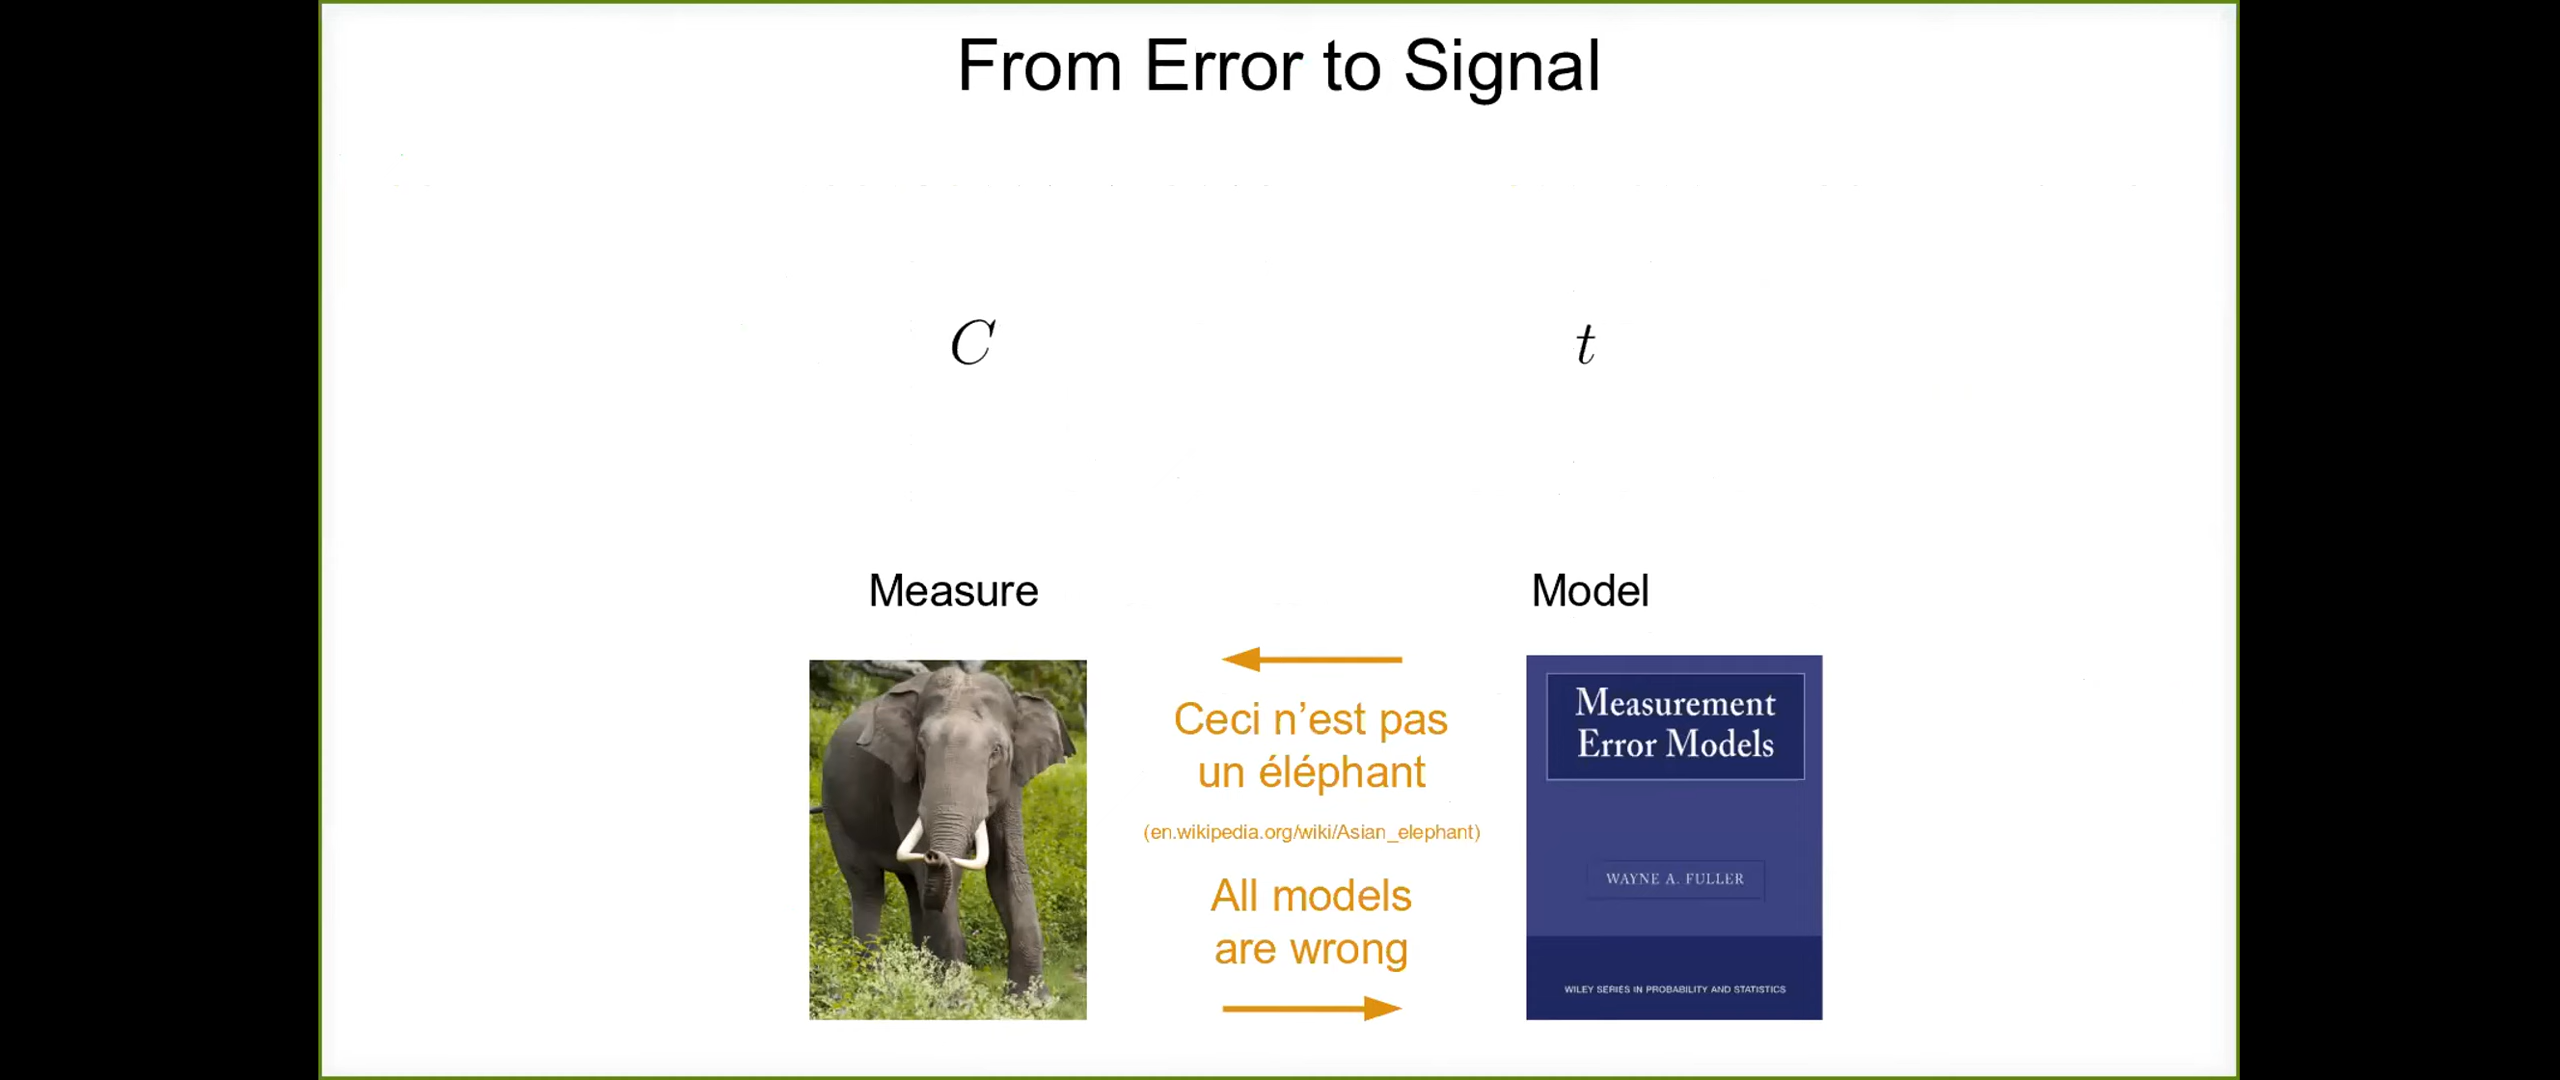 From Error to Signal
C
t
Measure
Model
Ceci n'est pas
un éléphant
(en.wikipedia.org/wiki/Asian_elephant)
All models
are wrong
Measurement
Error Models
WAYNE A. FULLER
WILEY SERIES IN PROBABILITY AND STATISTICS